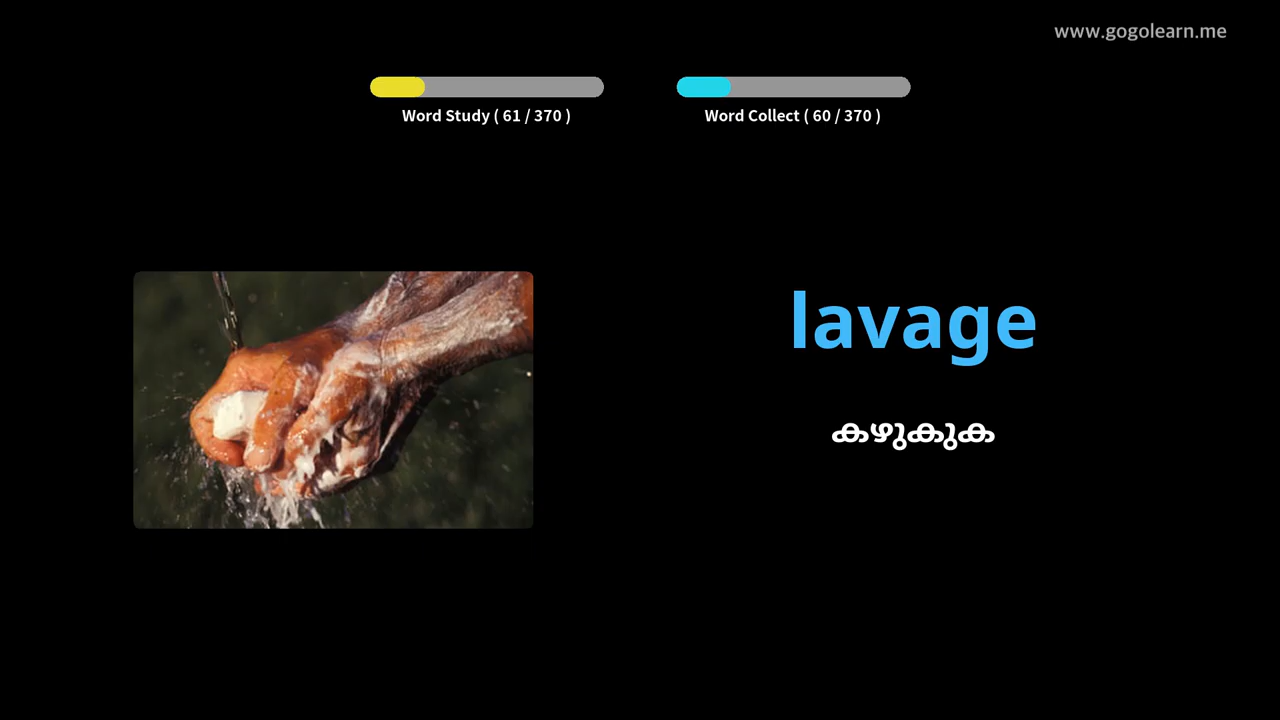 www.gogolearn.me
Word Study ( 61 / 370 )
Word Collect ( 60 / 370 )
lavage
കഴുകുക